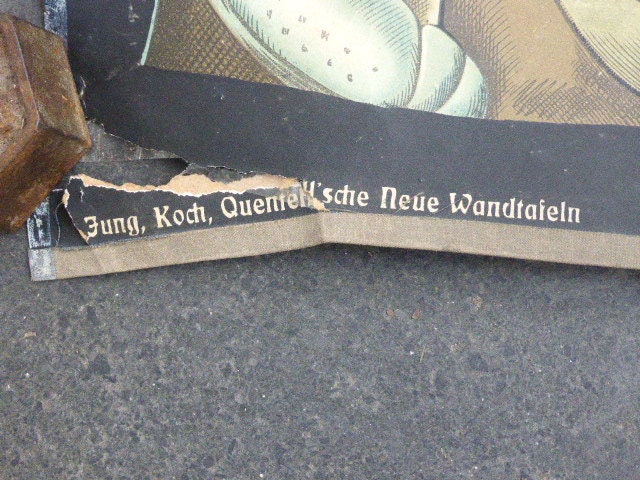 Jung, Koch, Quentell'sche Neue Wandtafeln